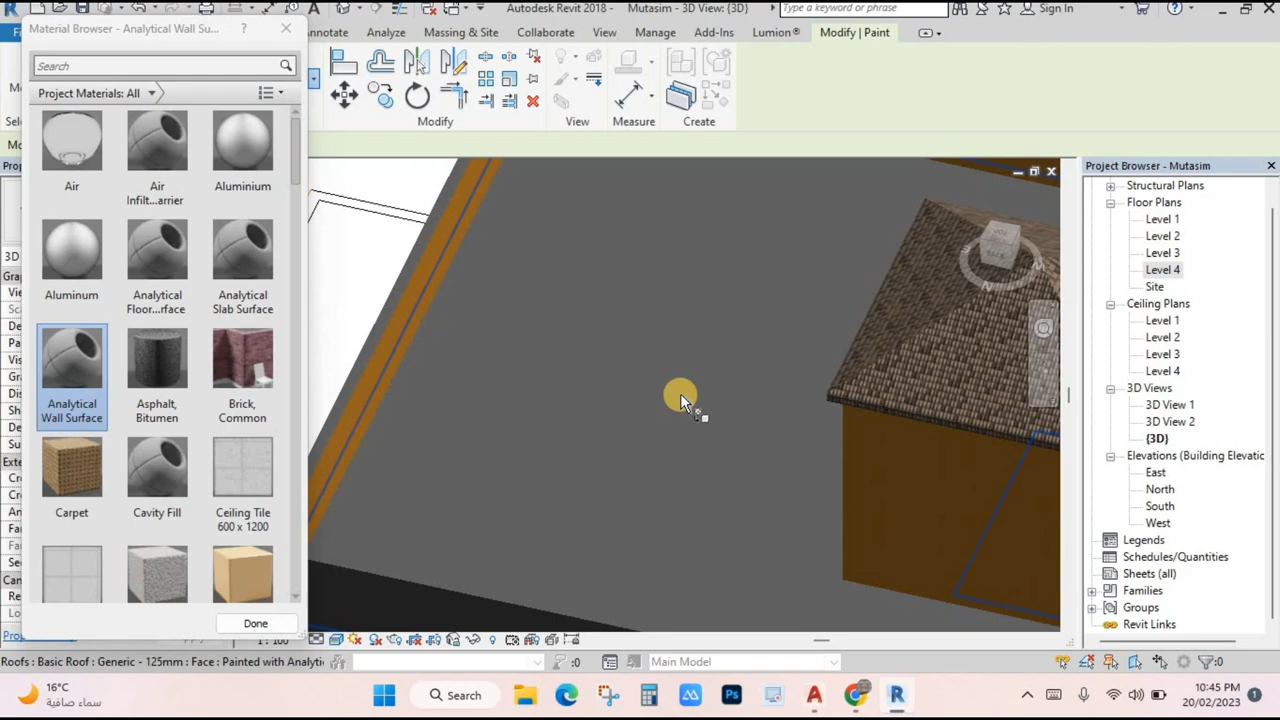 Autodesk Revit 2018 - Mutasim - 3D View: {3D}
Type a keyword or phrase
Sign In
Material Browser - Analytical Wall Su...
?
Annotate
Analyze
Massing & Site
Collaborate
View
Manage
Add-Ins
Lumion®
Modify | Paint
Search
Project Materials: All
Modify
View
Measure
Create
Air
Air Infilt...arrier
Aluminium
Aluminum
Analytical Floor...rface
Analytical Slab Surface
Analytical Wall Surface
Asphalt, Bitumen
Brick, Common
Carpet
Cavity Fill
Ceiling Tile 600 x 1200
Done
Project Browser - Mutasim
Structural Plans
Floor Plans
Level 1
Level 2
Level 3
Level 4
Site
Ceiling Plans
Level 1
Level 2
Level 3
Level 4
3D Views
3D View 1
3D View 2
{3D}
Elevations (Building Elevatic
East
North
South
West
Legends
Schedules/Quantities
Sheets (all)
Families
Groups
Revit Links
Roofs : Basic Roof : Generic - 125mm : Face : Painted with Analyti
:0
Main Model
:0
16°C
سماء صافية
Search
10:45 PM
20/02/2023